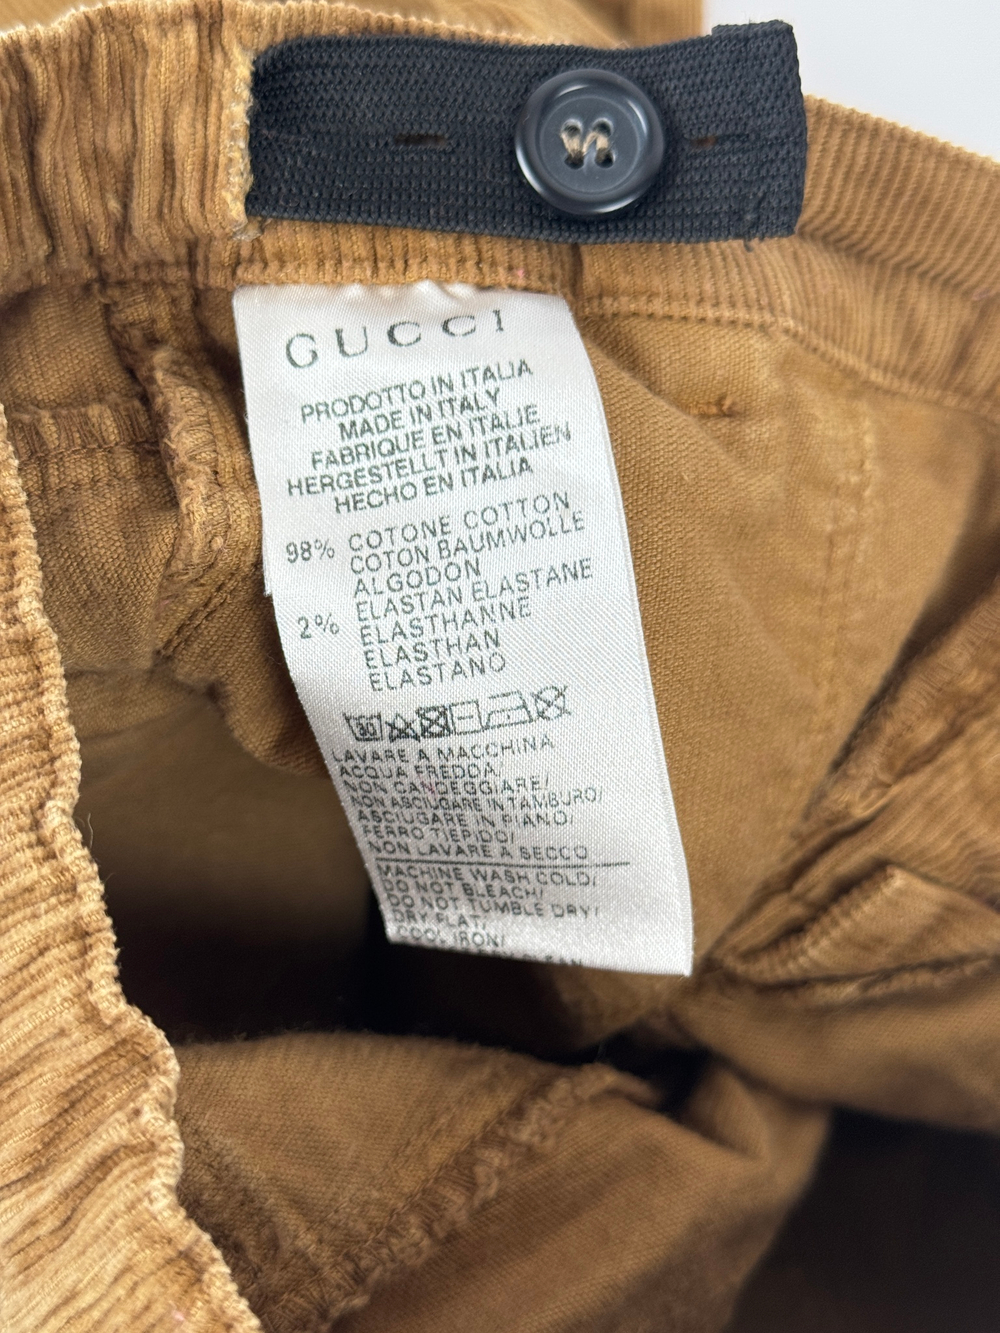 GUCCI
PRODOTTO IN ITALIA
MADE IN ITALY
FABRIQUE EN ITALIE
HERGESTELLT IN ITALIEN
HECHO EN ITALIA
98% COTONE COTTON
COTON BAUMWOLLE
ALGODON
2% ELASTAN ELASTANE
ELASTHANNE
ELASTHAN
ELASTANO
30
LAVARE A MACCHINA
ACQUA FREDDA/
NON CANDEGGIARE/
NON ASCIUGARE IN TAMBURO/
ASCIUGARE IN PIANO/
FERRO TIEPIDO/
NON LAVARE A SECCO
MACHINE WASH COLD/
DO NOT BLEACH/
DO NOT TUMBLE DRY/
DRY FLAT/
COOL IRON/